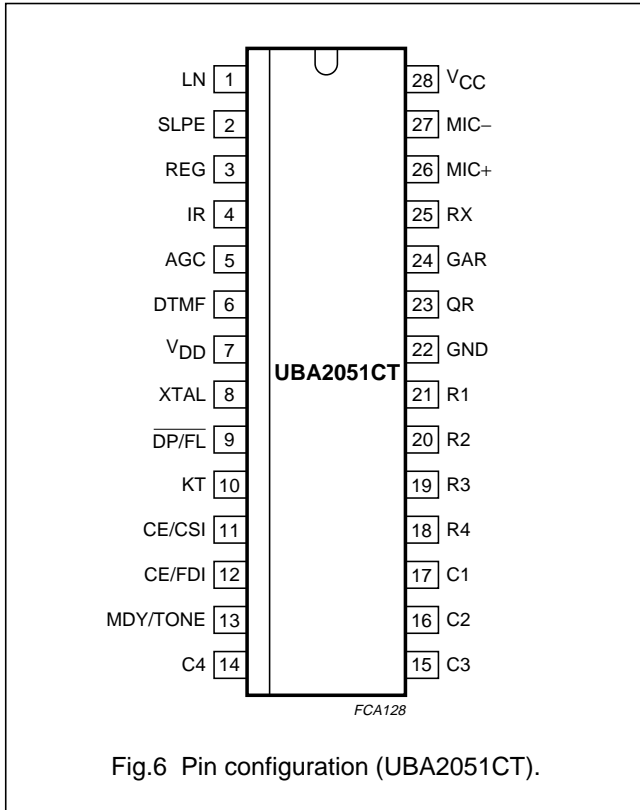 LN 1 28 VCC
SLPE 2 27 MIC−
REG 3 26 MIC+
IR 4 25 RX
AGC 5 24 GAR
DTMF 6 23 QR
VDD 7 22 GND
UBA2051CT
XTAL 8 21 R1
DP/FL 9 20 R2
KT 10 19 R3
CE/CSI 11 18 R4
CE/FDI 12 17 C1
MDY/TONE 13 16 C2
C4 14 15 C3
FCA128
Fig.6 Pin configuration (UBA2051CT).